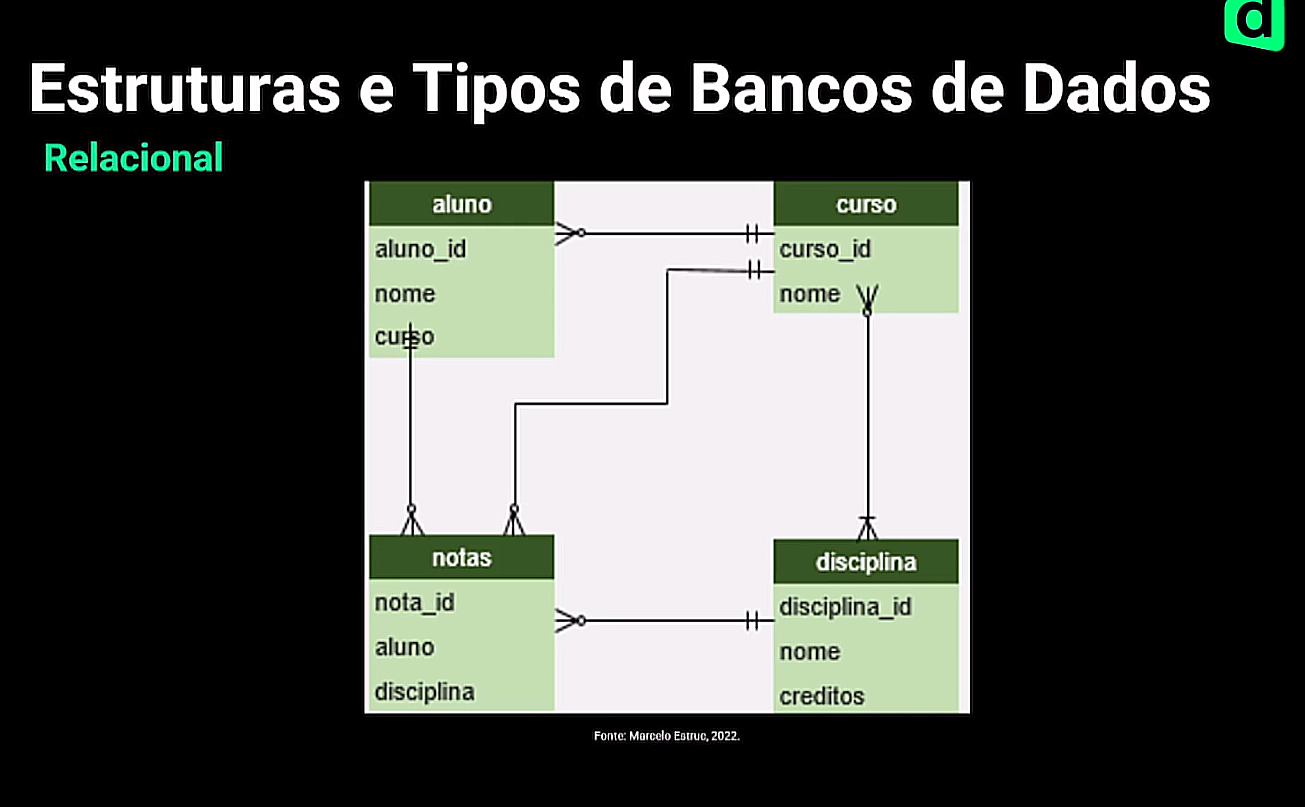 d
Estruturas e Tipos de Bancos de Dados
Relacional
aluno
aluno_id
nome
curso
curso
curso_id
nome
notas
nota_id
aluno
disciplina
disciplina
disciplina_id
nome
creditos
Fonte: Marcelo Estruc, 2022.